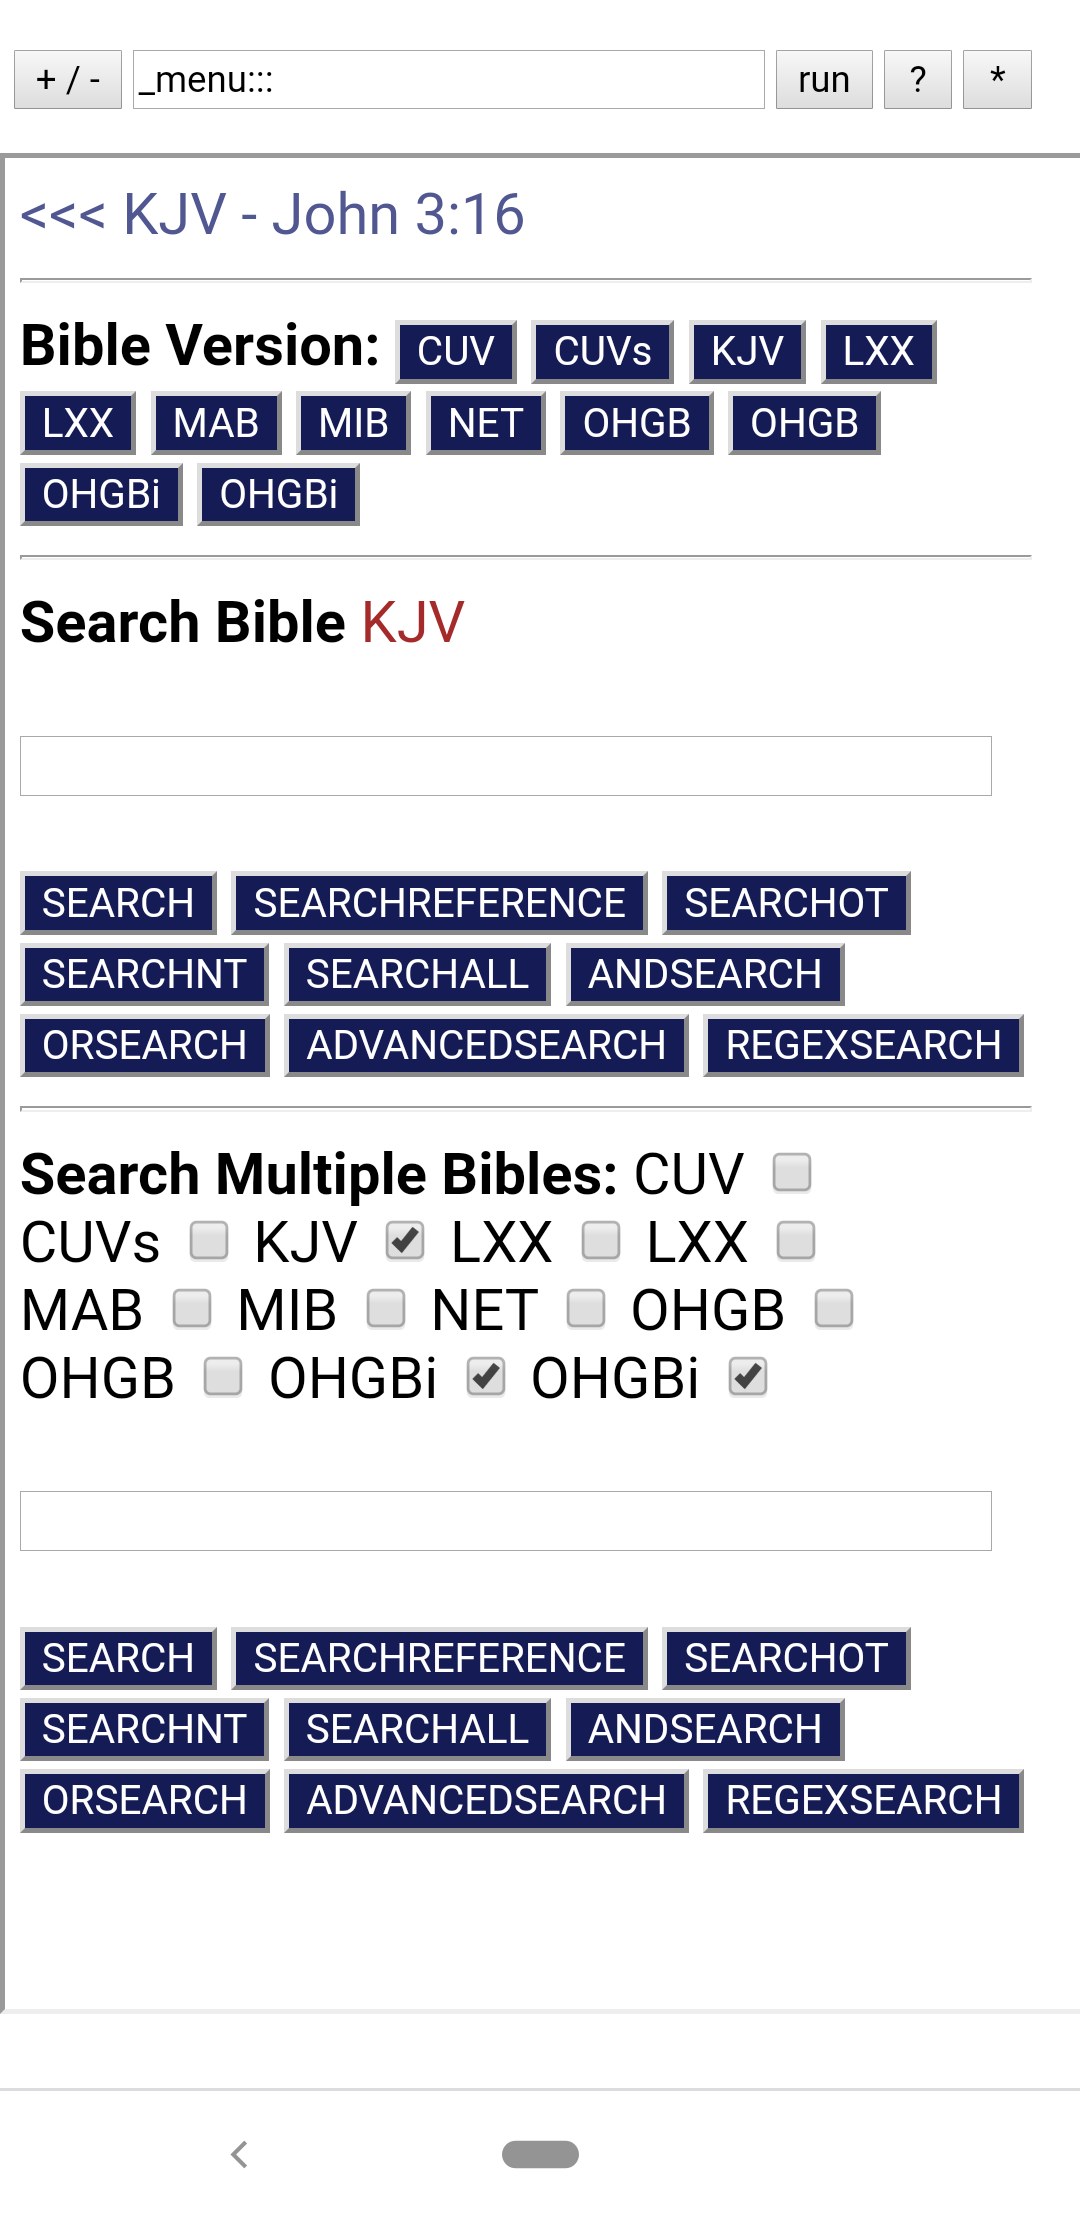 + / - _menu::: run ? *
<<< KJV - John 3:16
Bible Version: CUV CUVs KJV LXX
LXX MAB MIB NET OHGB OHGB
OHGBi OHGBi
Search Bible KJV
SEARCH SEARCHREFERENCE SEARCHOT
SEARCHNT SEARCHALL ANDSEARCH
ORSEARCH ADVANCEDSEARCH REGEXSEARCH
Search Multiple Bibles: CUV
CUVs KJV LXX LXX
MAB MIB NET OHGB
OHGB OHGBi OHGBi
SEARCH SEARCHREFERENCE SEARCHOT
SEARCHNT SEARCHALL ANDSEARCH
ORSEARCH ADVANCEDSEARCH REGEXSEARCH